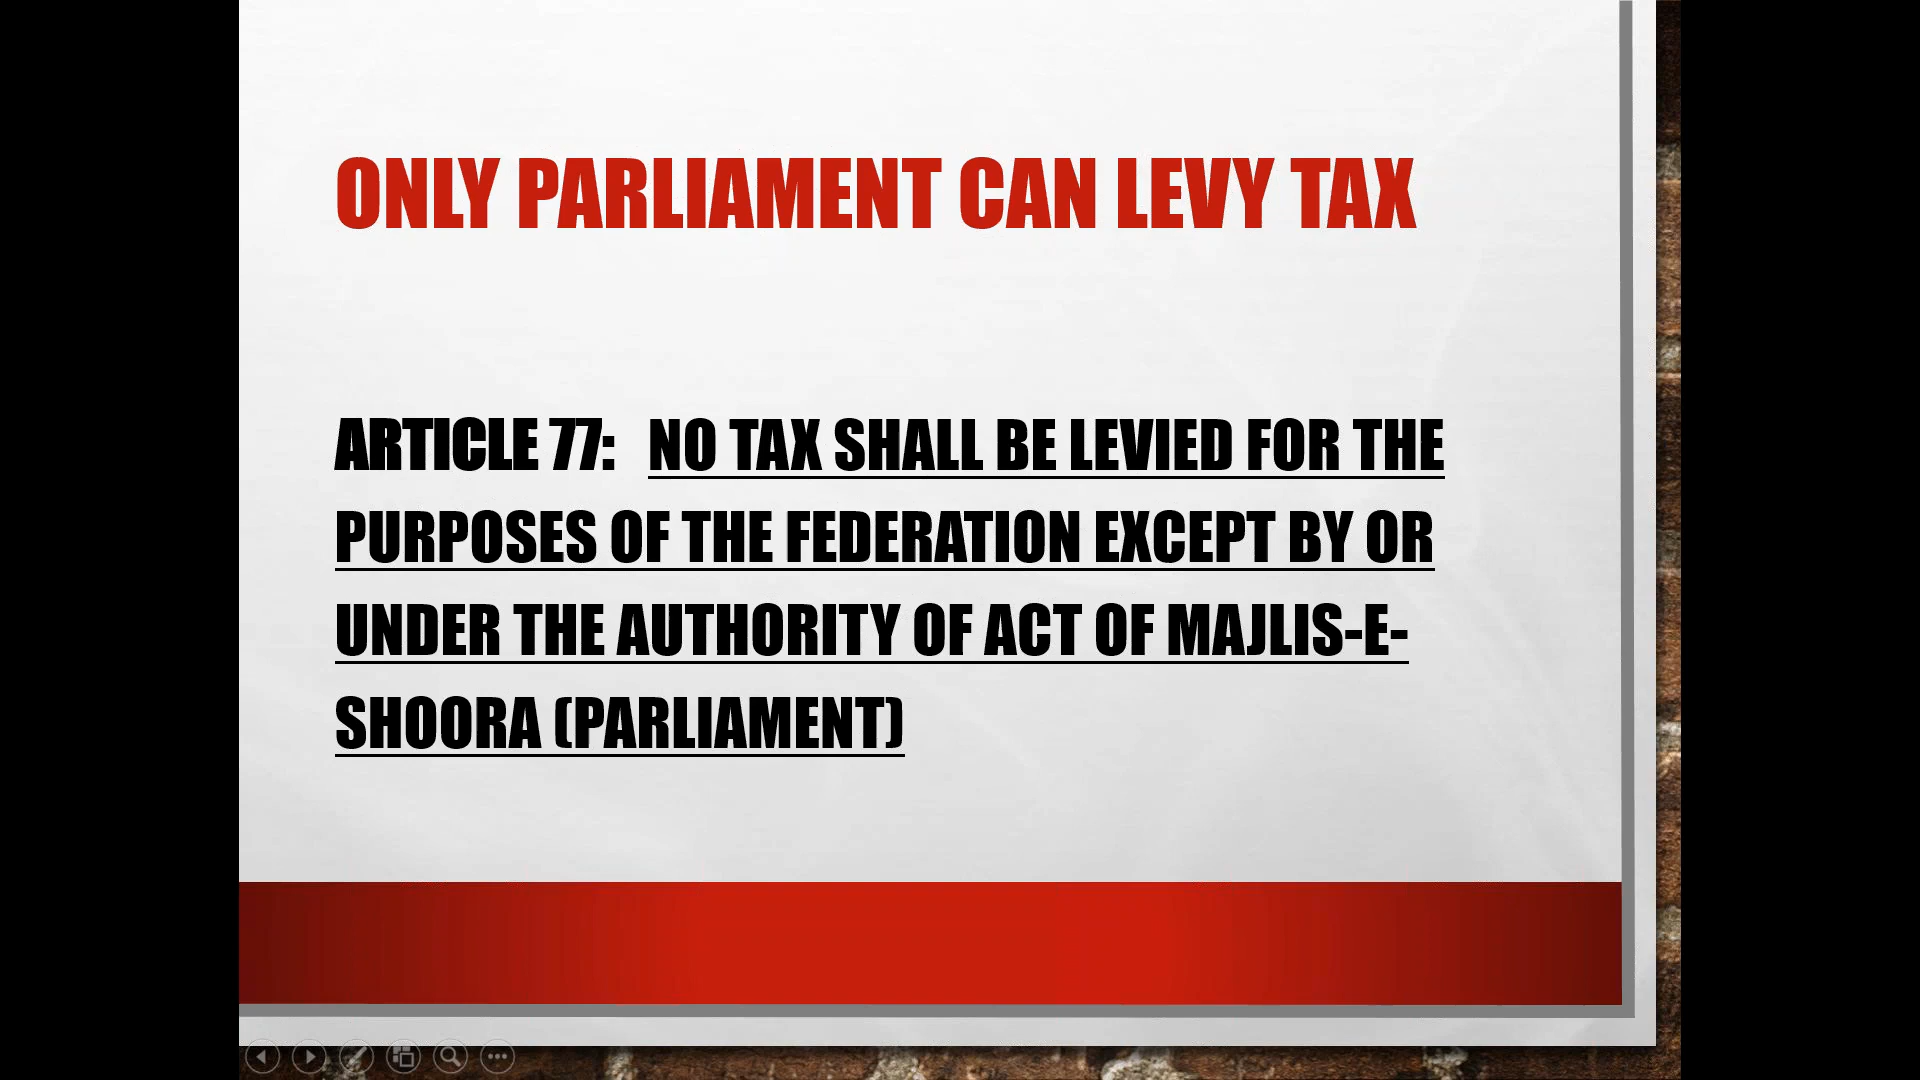 ONLY PARLIAMENT CAN LEVY TAX
ARTICLE 77: NO TAX SHALL BE LEVIED FOR THE
PURPOSES OF THE FEDERATION EXCEPT BY OR
UNDER THE AUTHORITY OF ACT OF MAJLIS-E-
SHOORA (PARLIAMENT)